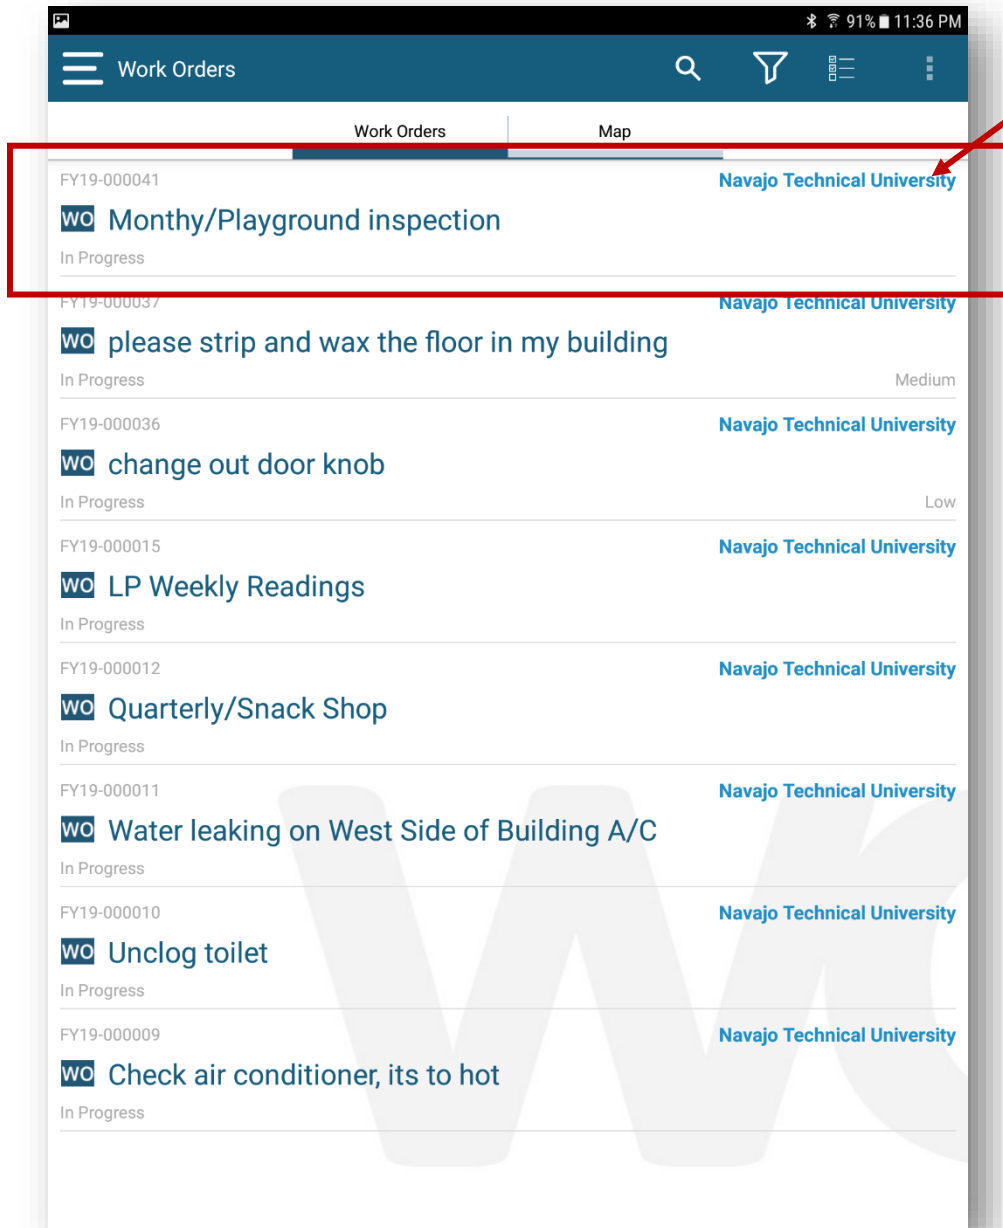 91% 11:36 PM
Work Orders
Work Orders Map
FY19-000041 Navajo Technical University
WO Monthy/Playground inspection
In Progress
FY19-000037 Navajo Technical University
WO please strip and wax the floor in my building
In Progress Medium
FY19-000036 Navajo Technical University
WO change out door knob
In Progress Low
FY19-000015 Navajo Technical University
WO LP Weekly Readings
In Progress
FY19-000012 Navajo Technical University
WO Quarterly/Snack Shop
In Progress
FY19-000011 Navajo Technical University
WO Water leaking on West Side of Building A/C
In Progress
FY19-000010 Navajo Technical University
WO Unclog toilet
In Progress
FY19-000009 Navajo Technical University
WO Check air conditioner, its to hot
In Progress